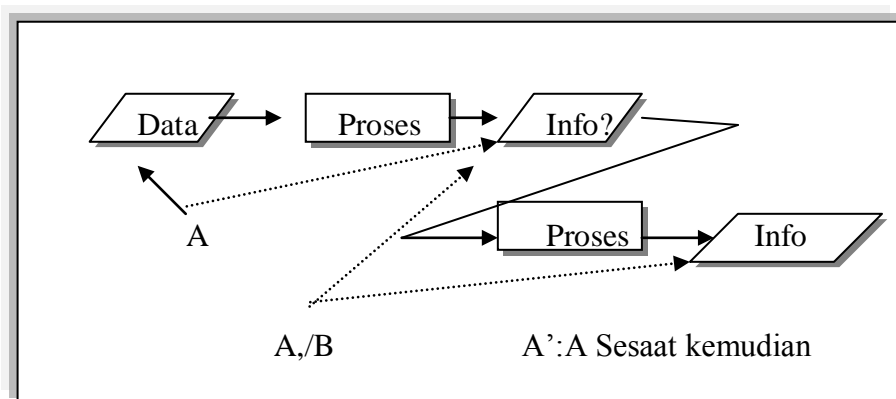 Data Proses Info?
A
Proses Info
A,/B A’:A Sesaat kemudian